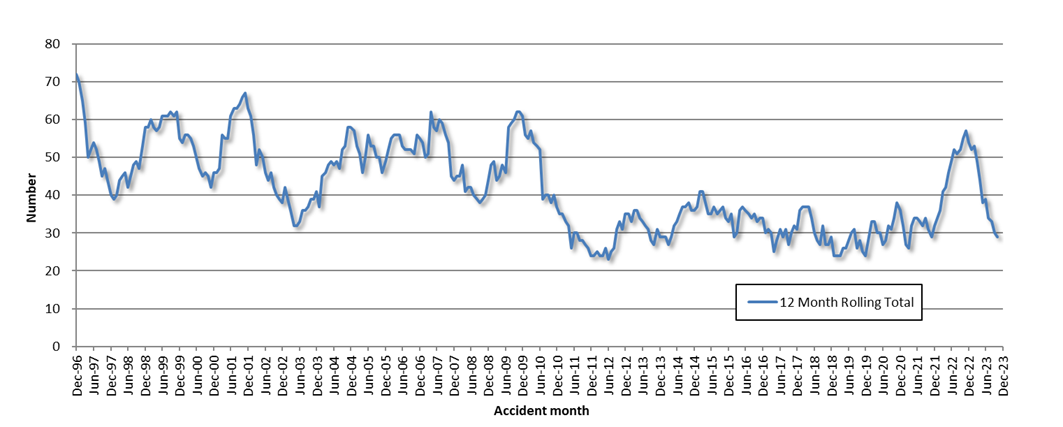 80
70
60
50
40
30
20
10
0
Number
12 Month Rolling Total
Dec-96
Jun-97
Dec-97
Jun-98
Dec-98
Jun-99
Dec-99
Jun-00
Dec-00
Jun-01
Dec-01
Jun-02
Dec-02
Jun-03
Dec-03
Jun-04
Dec-04
Jun-05
Dec-05
Jun-06
Dec-06
Jun-07
Dec-07
Jun-08
Dec-08
Jun-09
Dec-09
Jun-10
Dec-10
Jun-11
Dec-11
Jun-12
Dec-12
Jun-13
Dec-13
Jun-14
Dec-14
Jun-15
Dec-15
Jun-16
Dec-16
Jun-17
Dec-17
Jun-18
Dec-18
Jun-19
Dec-19
Jun-20
Dec-20
Jun-21
Dec-21
Jun-22
Dec-22
Jun-23
Dec-23
Accident month